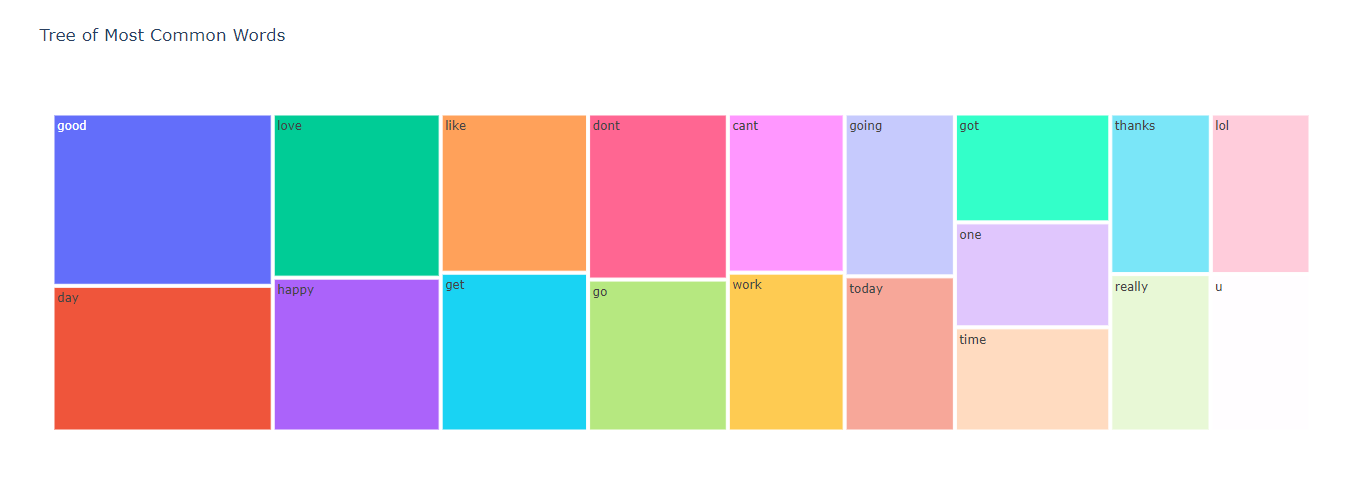 Tree of Most Common Words
good
love
like
dont
cant
going
got
thanks
lol
one
day
happy
get
go
work
today
really
u
time